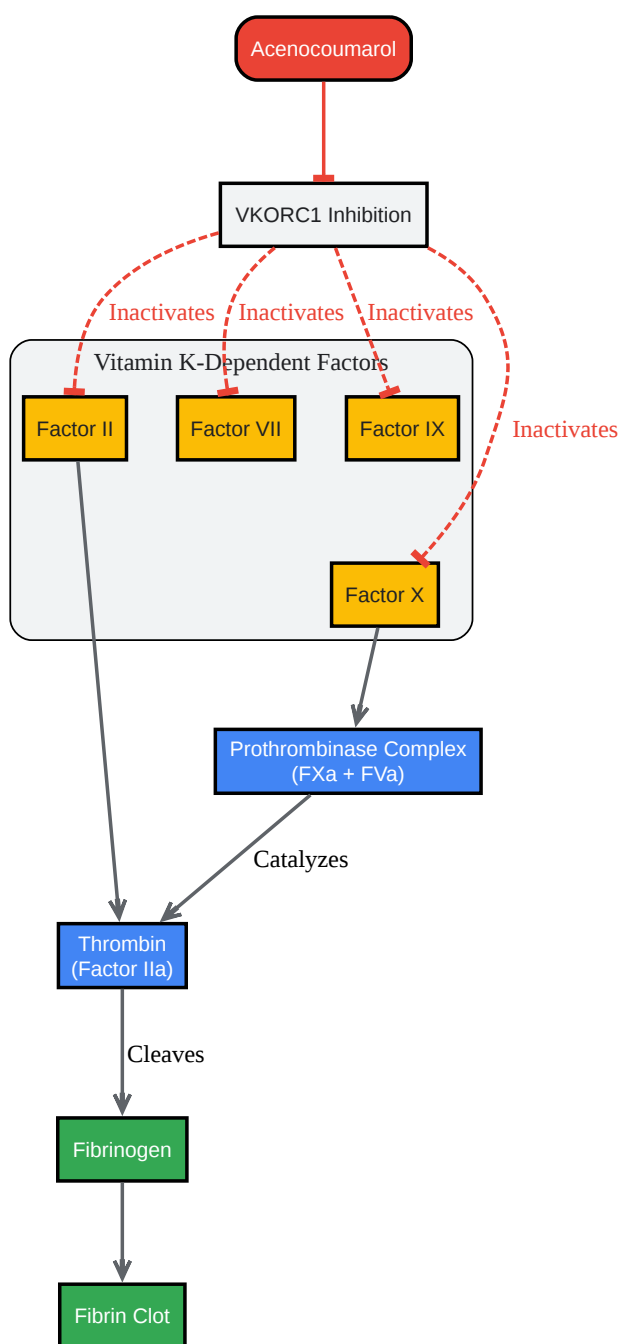 Acenocoumarol
VKORC1 Inhibition
Inactivates
Inactivates
Inactivates
Vitamin K-Dependent Factors
Factor II
Factor VII
Factor IX
Inactivates
Factor X
Prothrombinase Complex
(FXa + FVa)
Catalyzes
Thrombin
(Factor IIa)
Cleaves
Fibrinogen
Fibrin Clot